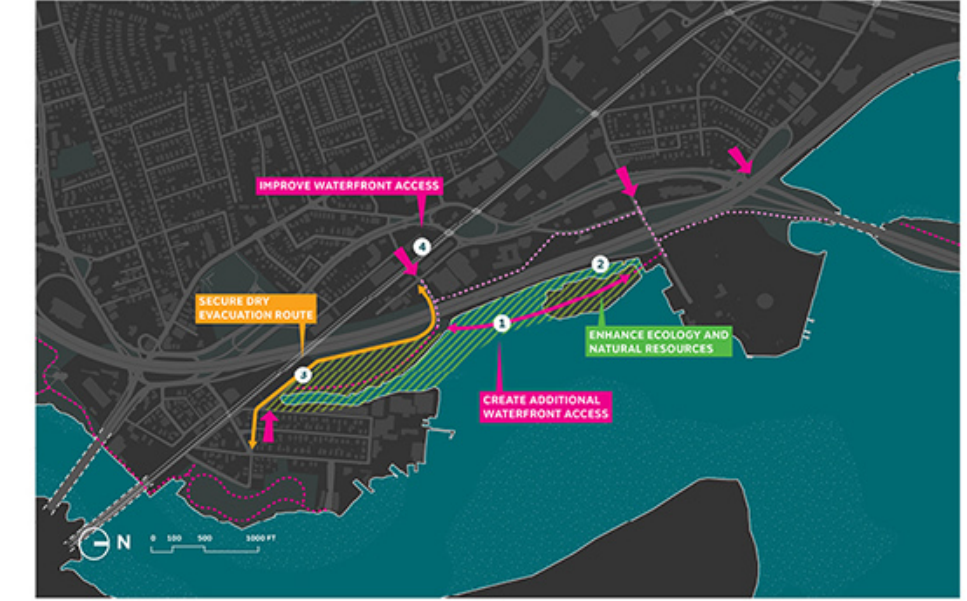 IMPROVE WATERFRONT ACCESS
4
SECURE DRY
EVACUATION ROUTE
2
1
ENHANCE ECOLOGY AND
NATURAL RESOURCES
3
CREATE ADDITIONAL
WATERFRONT ACCESS
N
0 100 500 1000 FT